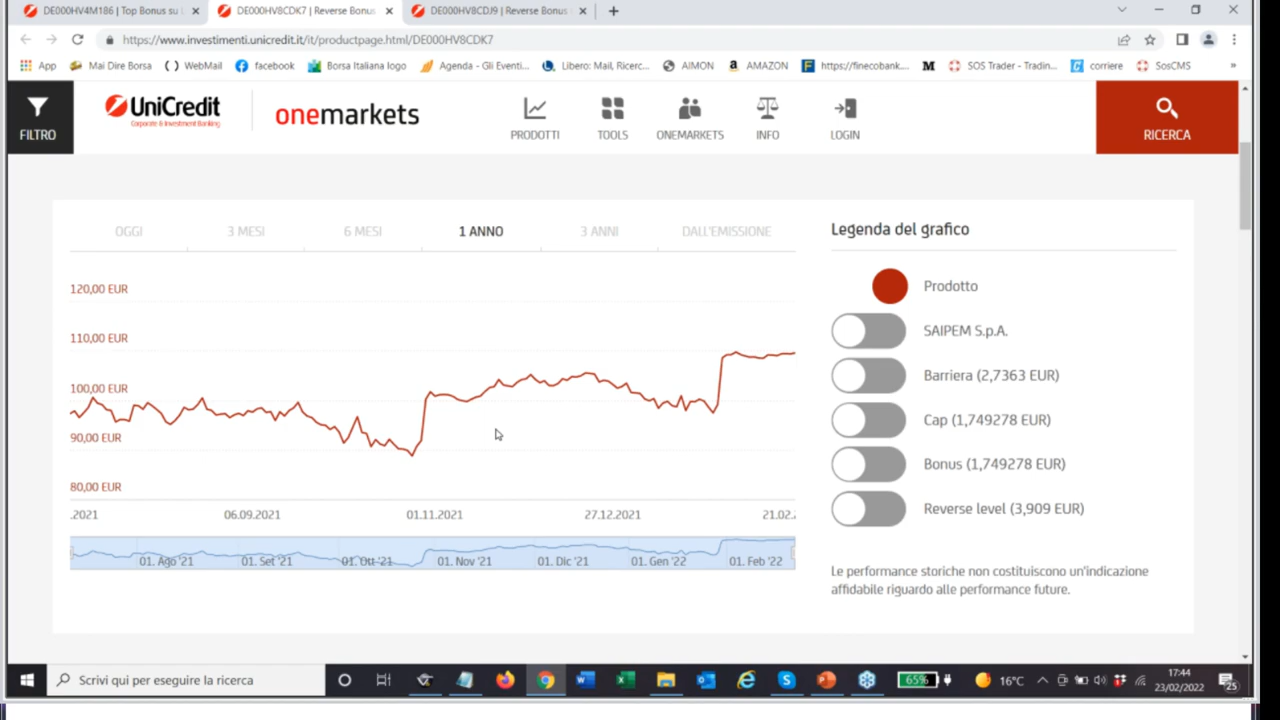 DE000HV4M186 | Top Bonus su
DE000HV8CDK7 | Reverse Bonus
DE000HV8CDJ9 | Reverse Bonus
https://www.investimenti.unicredit.it/it/productpage.html/DE000HV8CDK7
App Mai Dire Borsa WebMail facebook Borsa Italiana logo Agenda - Gli Eventi... Libero: Mail, Ricerc... AIMON AMAZON https://finecobank.... M SOS Trader - Tradin... corriere SosCMS »
FILTRO
UniCredit
Corporate & Investment Banking
onemarkets
PRODOTTI TOOLS ONEMARKETS INFO LOGIN
RICERCA
OGGI 3 MESI 6 MESI 1 ANNO 3 ANNI DALL'EMISSIONE
120,00 EUR
110,00 EUR
100,00 EUR
90,00 EUR
80,00 EUR
.2021 06.09.2021 01.11.2021 27.12.2021 21.02.
01. Ago '21 01. Set '21 01. Ott '21 01. Nov '21 01. Dic '21 01. Gen '22 01. Feb '22
Legenda del grafico
Prodotto
SAIPEM S.p.A.
Barriera (2,7363 EUR)
Cap (1,749278 EUR)
Bonus (1,749278 EUR)
Reverse level (3,909 EUR)
Le performance storiche non costituiscono un'indicazione
affidabile riguardo alle performance future.
Scrivi qui per eseguire la ricerca
65%
16°C
17:44
23/02/2022
25